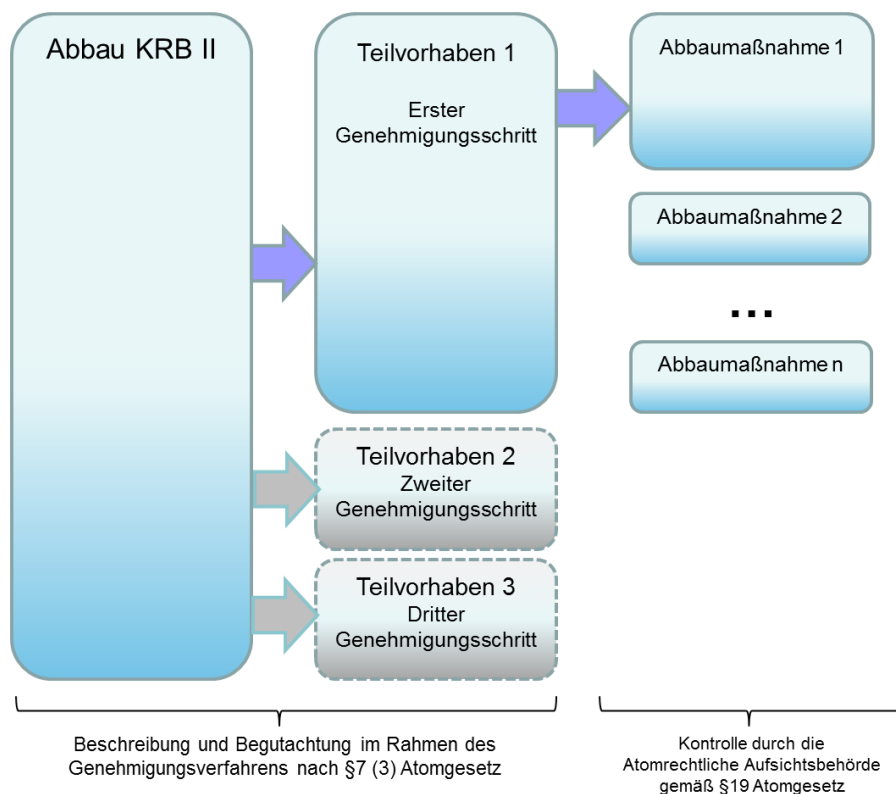 Abbau KRB II
Teilvorhaben 1
Erster
Genehmigungsschritt
Abbaumaßnahme 1
Abbaumaßnahme 2
...
Abbaumaßnahme n
Teilvorhaben 2
Zweiter
Genehmigungsschritt
Teilvorhaben 3
Dritter
Genehmigungsschritt
Beschreibung und Begutachtung im Rahmen des
Genehmigungsverfahrens nach §7 (3) Atomgesetz
Kontrolle durch die
Atomrechtliche Aufsichtsbehörde
gemäß §19 Atomgesetz